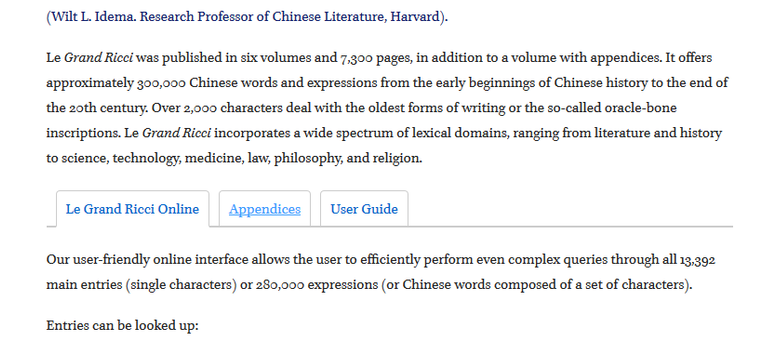 (Wilt L. Idema. Research Professor of Chinese Literature, Harvard).
Le Grand Ricci was published in six volumes and 7,300 pages, in addition to a volume with appendices. It offers
approximately 300,000 Chinese words and expressions from the early beginnings of Chinese history to the end of
the 20th century. Over 2,000 characters deal with the oldest forms of writing or the so-called oracle-bone
inscriptions. Le Grand Ricci incorporates a wide spectrum of lexical domains, ranging from literature and history
to science, technology, medicine, law, philosophy, and religion.
Le Grand Ricci Online Appendices User Guide
Our user-friendly online interface allows the user to efficiently perform even complex queries through all 13,392
main entries (single characters) or 280,000 expressions (or Chinese words composed of a set of characters).
Entries can be looked up: